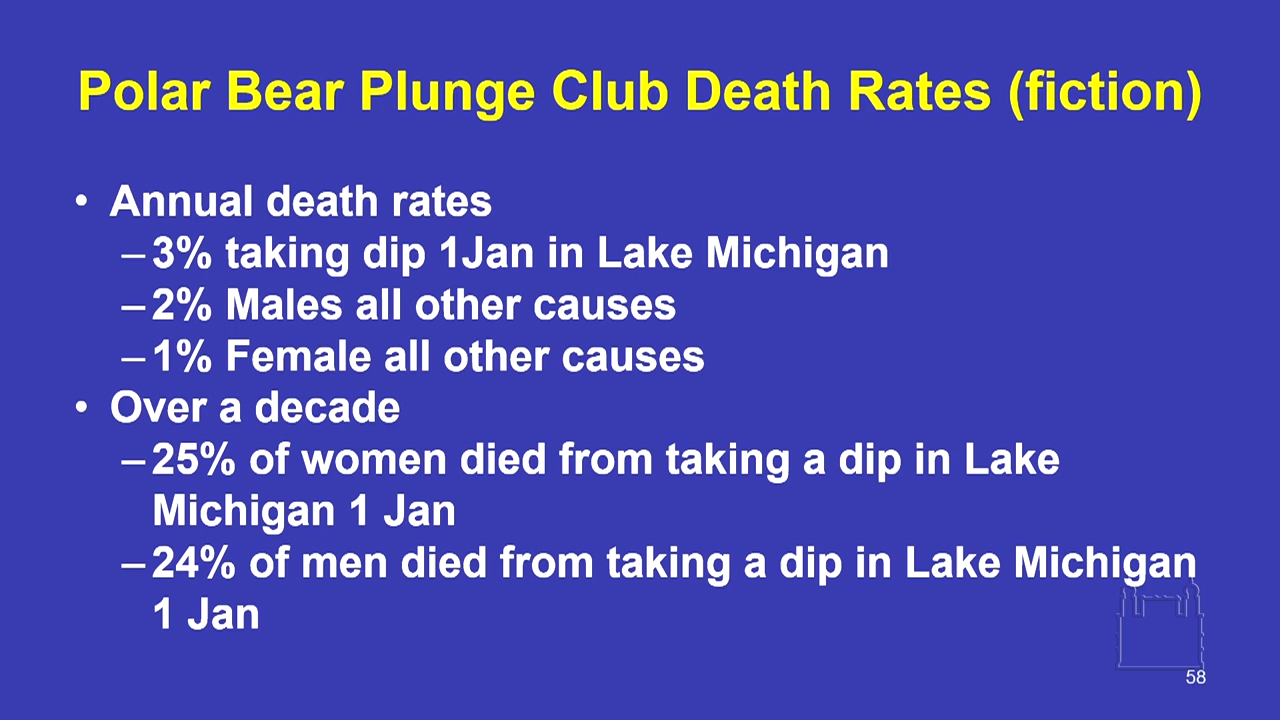 Polar Bear Plunge Club Death Rates (fiction)
• Annual death rates
– 3% taking dip 1Jan in Lake Michigan
– 2% Males all other causes
– 1% Female all other causes
• Over a decade
– 25% of women died from taking a dip in Lake
Michigan 1 Jan
– 24% of men died from taking a dip in Lake Michigan
1 Jan
58